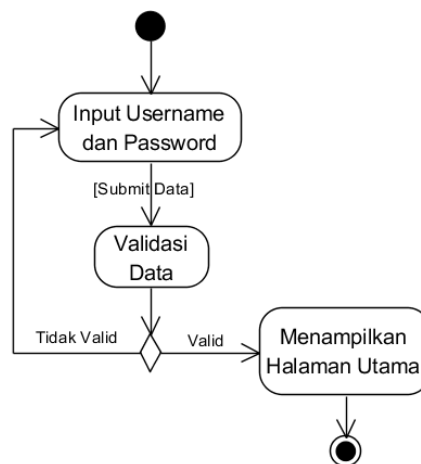 Input Username
dan Password
[Submit Data]
Validasi
Data
Tidak Valid
Valid
Menampilkan
Halaman Utama